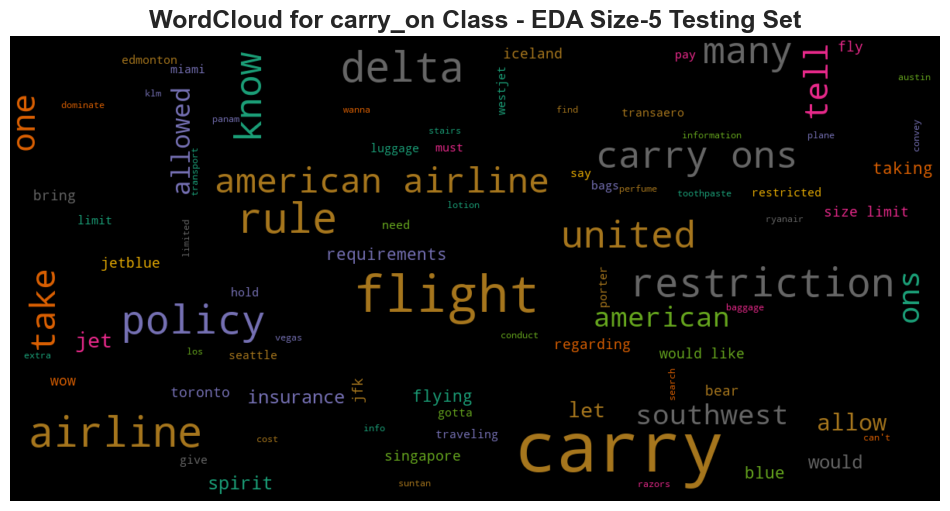 WordCloud for carry_on Class - EDA Size-5 Testing Set
edmonton
miami
klm
dominate
one
panam
know
allowed
transport
delta
wanna
iceland
westjet
find
many
pay
tell
fly
austin
transaero
information
plane
convey
stairs
luggage
must
carry ons
taking
say
bags
perfume
toothpaste
restricted
american airline
bring
limit
lotion
rule
need
size limit
ryanair
limited
united
requirements
jetblue
take
hold
flight
porter
restriction
ons
baggage
policy
vegas
american
conduct
regarding
jet
extra
los
seattle
would like
wow
toronto
insurance
jfk
flying
gotta
search
bear
let
southwest
allow
airline
cost
info
traveling
carry
can't
give
singapore
would
blue
spirit
suntan
razors